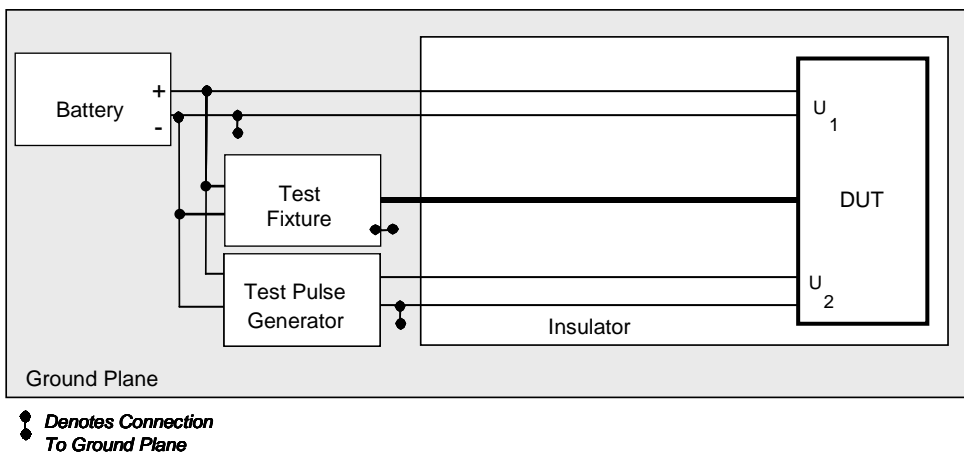 Battery
+
-
U
1
Test
Fixture
DUT
Test Pulse
Generator
U
2
Insulator
Ground Plane
Denotes Connection
To Ground Plane